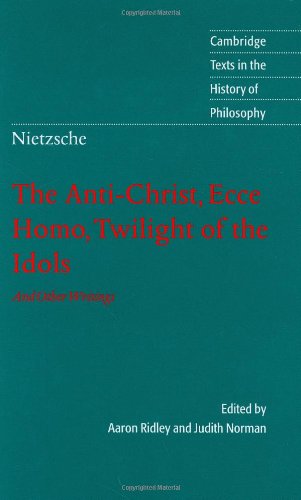 Cambridge
Texts in the
History of
Philosophy
Nietzsche
The Anti-Christ, Ecce
Homo, Twilight of the
Idols
And Other Writings
Edited by
Aaron Ridley and Judith Norman